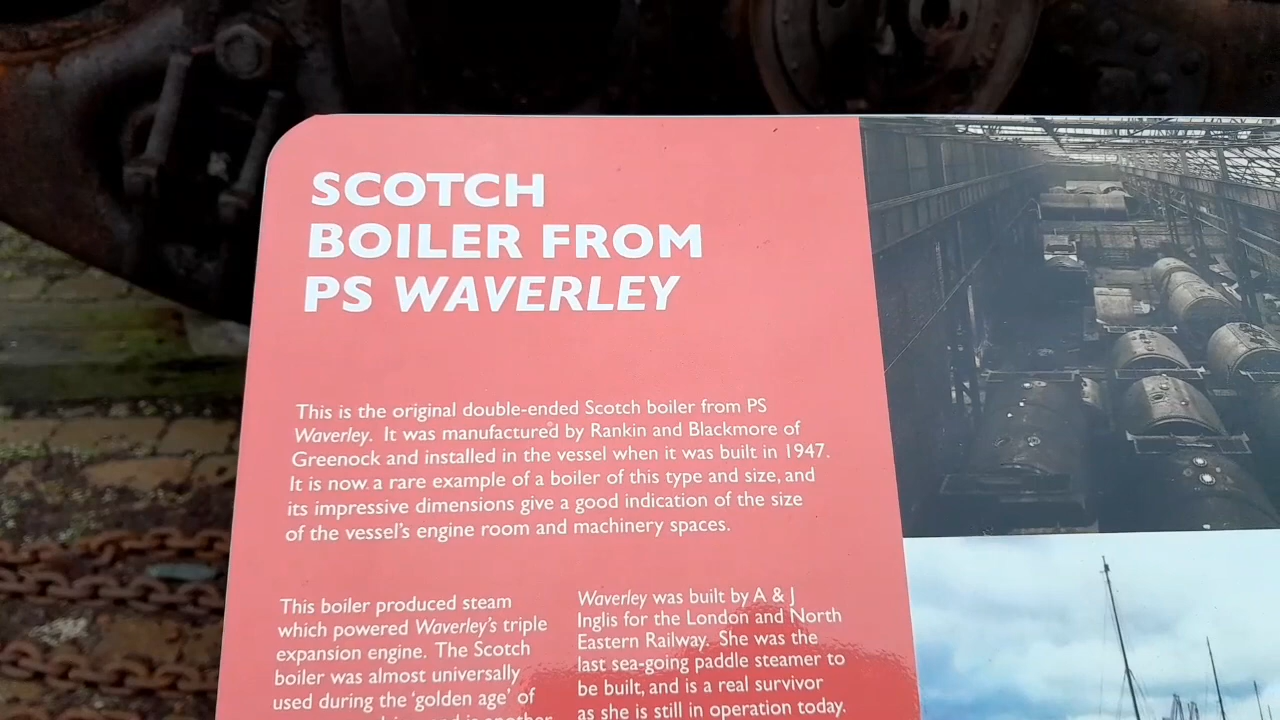 SCOTCH
BOILER FROM
PS WAVERLEY
This is the original double-ended Scotch boiler from PS
Waverley. It was manufactured by Rankin and Blackmore of
Greenock and installed in the vessel when it was built in 1947.
It is now a rare example of a boiler of this type and size, and
its impressive dimensions give a good indication of the size
of the vessel's engine room and machinery spaces.
This boiler produced steam
which powered Waverley's triple
expansion engine. The Scotch
boiler was almost universally
used during the 'golden age' of
Waverley was built by A & J
Inglis for the London and North
Eastern Railway. She was the
last sea-going paddle steamer to
be built, and is a real survivor
as she is still in operation today.